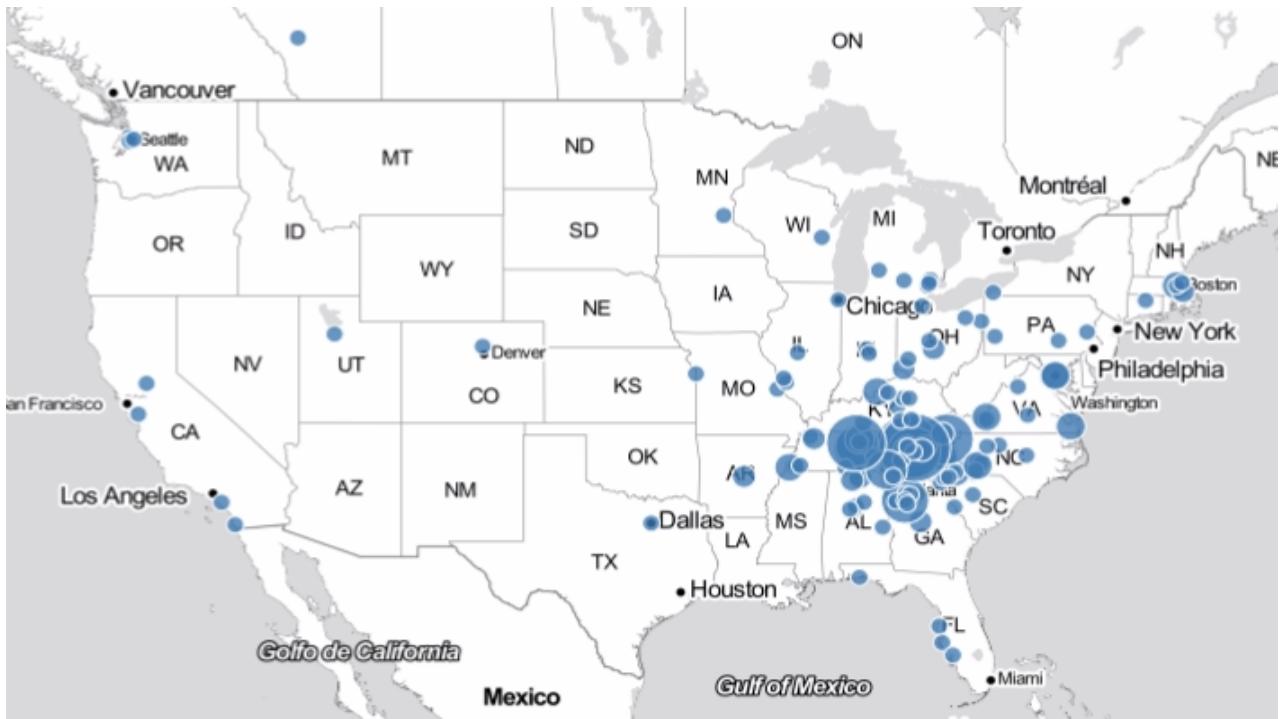 ON
Vancouver
Seattle
WA
MT
ND
MN
Montréal
NE
OR
ID
SD
WI
MI
Toronto
NH
WY
NY
Boston
IA
NE
Chicago
NV
UT
Denver
CO
IL
OH
PA
New York
Philadelphia
KS
MO
San Francisco
CA
KY
VA
Washington
OK
AR
NC
Los Angeles
AZ
NM
Dallas
MS
AL
SC
LA
GA
TX
Houston
Golfo de California
FL
Mexico
Gulf of Mexico
Miami